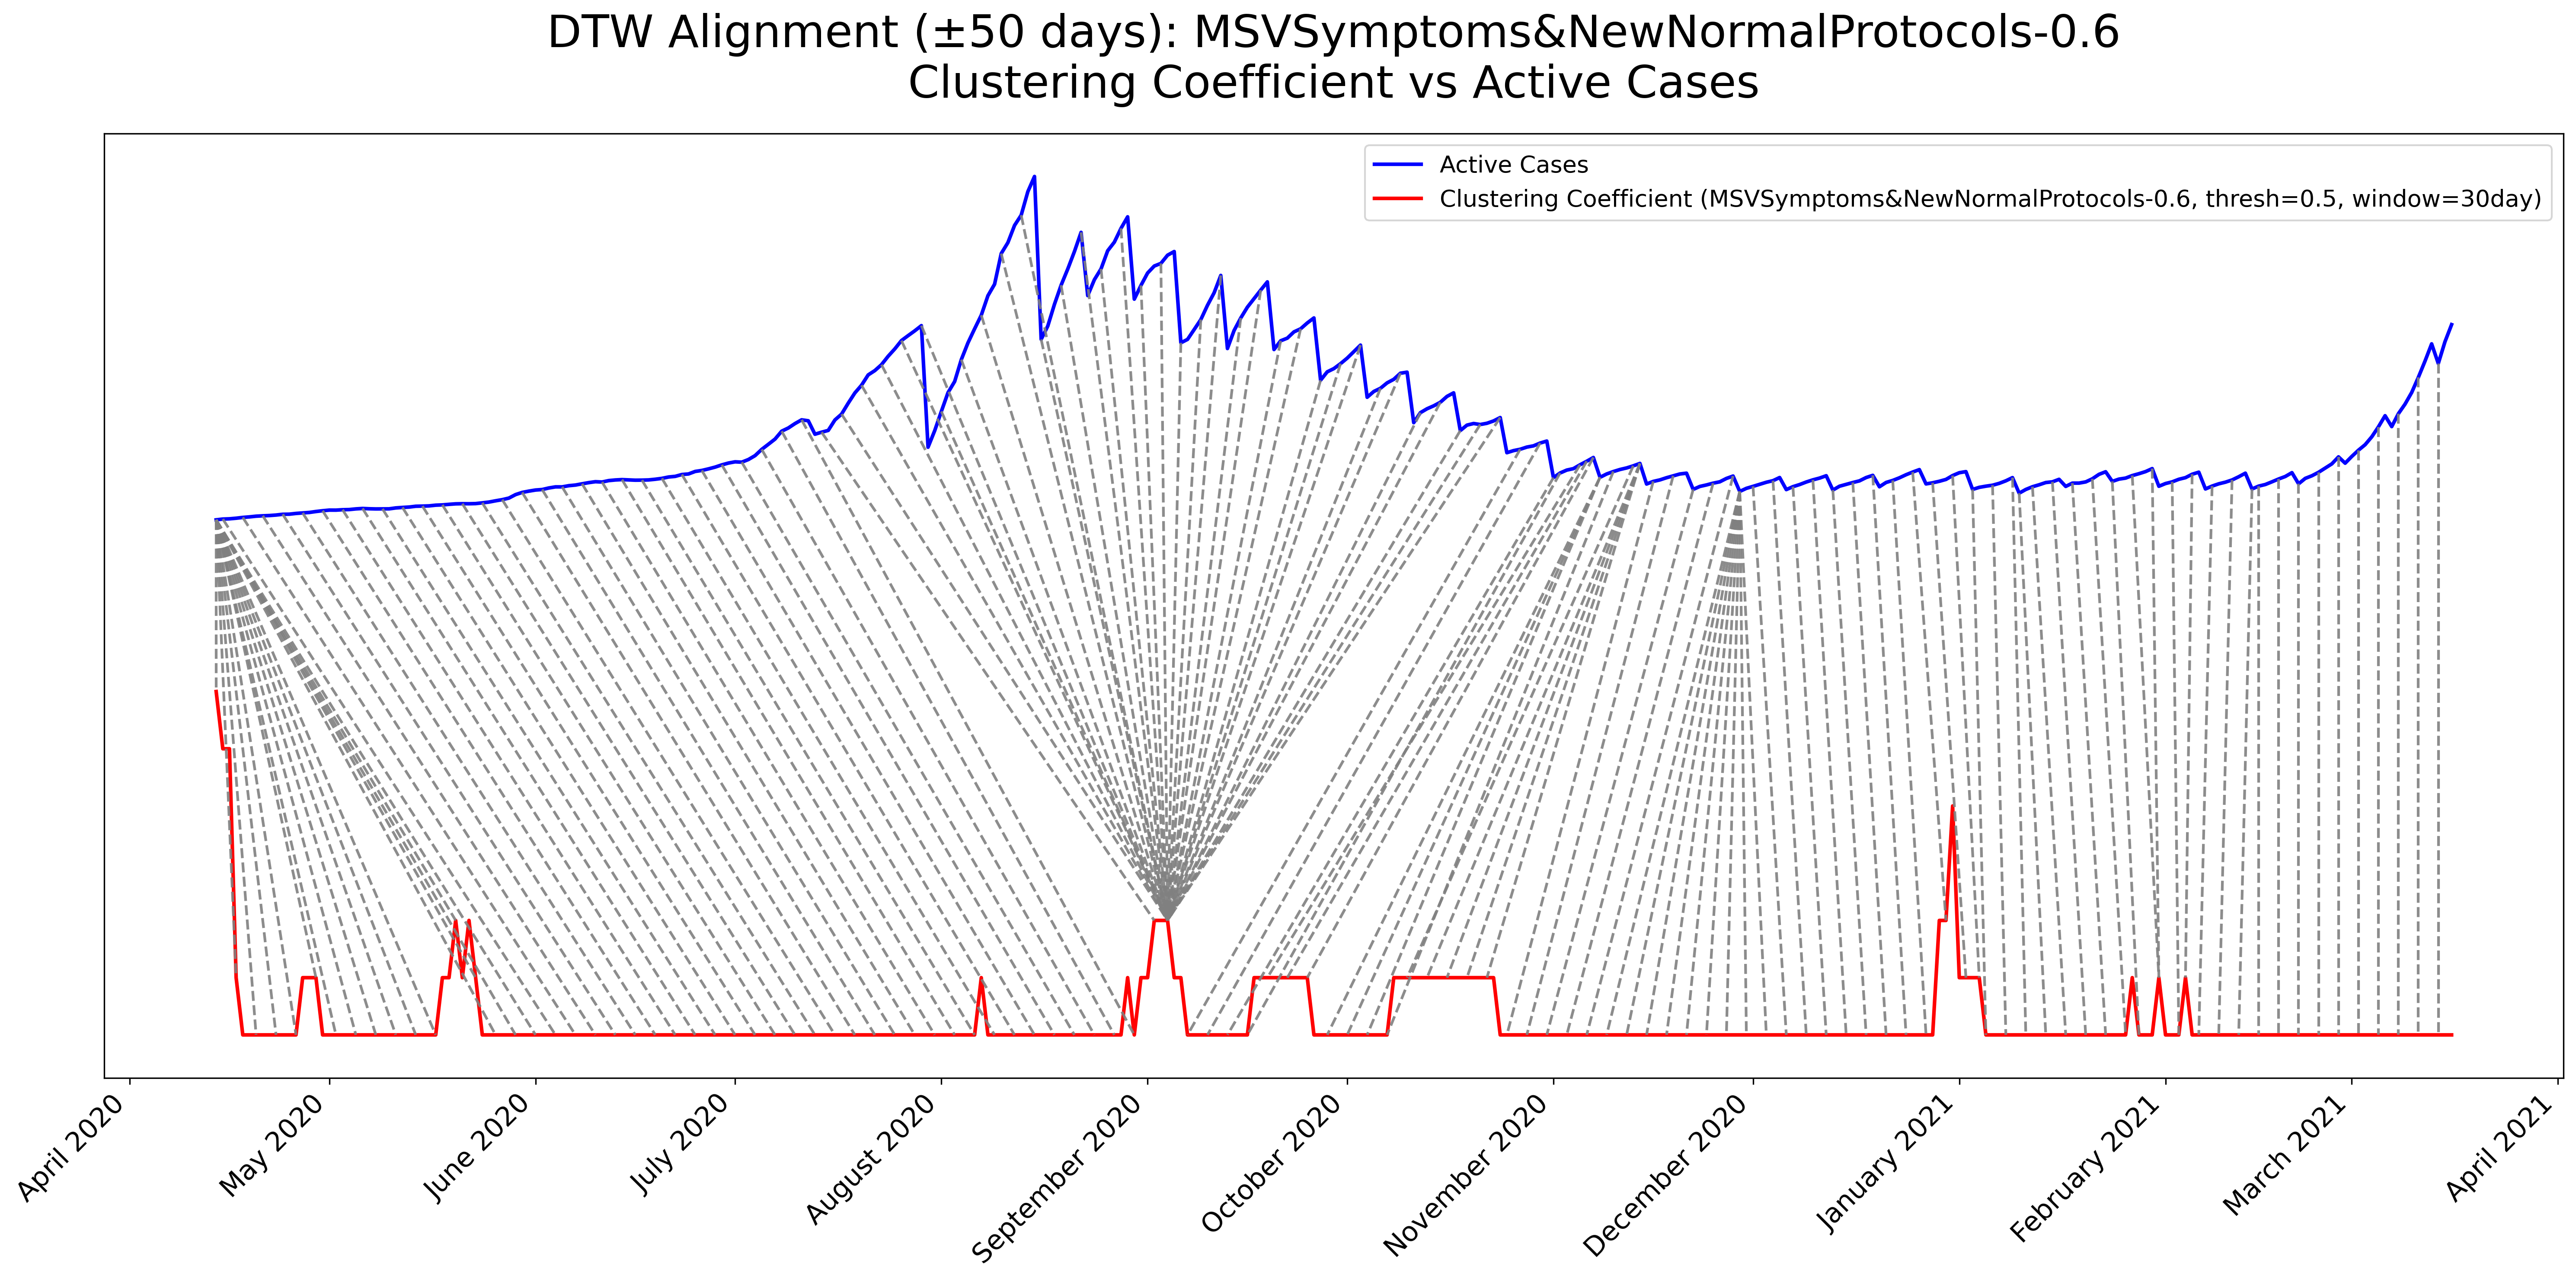 DTW Alignment (±50 days): MSVSymptoms&NewNormalProtocols-0.6
Clustering Coefficient vs Active Cases
Active Cases
Clustering Coefficient (MSVSymptoms&NewNormalProtocols-0.6, thresh=0.5, window=30day)
April 2020
May 2020
June 2020
July 2020
August 2020
September 2020
October 2020
November 2020
December 2020
January 2021
February 2021
March 2021
April 2021